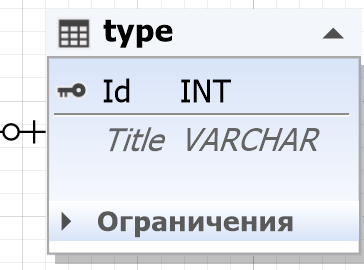 type
Id INT
Title VARCHAR
Ограничения